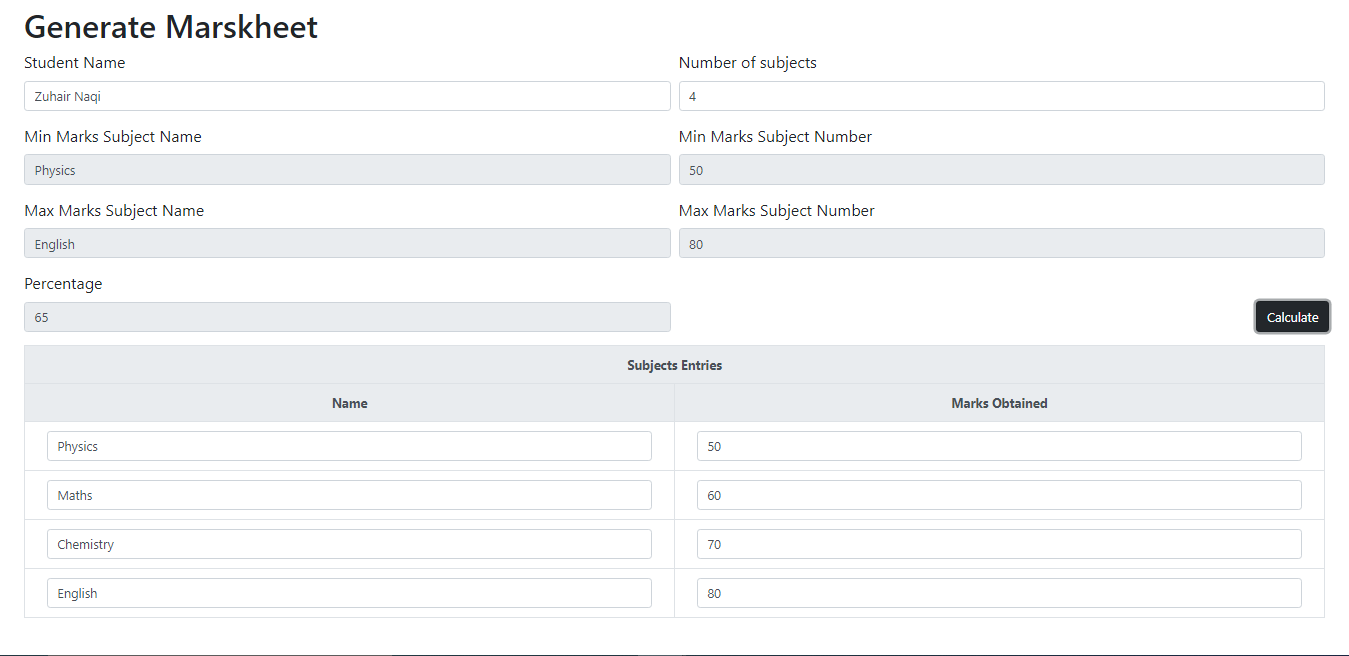 Generate Marskheet
Student Name Number of subjects
Zuhair Naqi 4
Min Marks Subject Name Min Marks Subject Number
Physics 50
Max Marks Subject Name Max Marks Subject Number
English 80
Percentage
65 Calculate
Subjects Entries
Name Marks Obtained
Physics 50
Maths 60
Chemistry 70
English 80